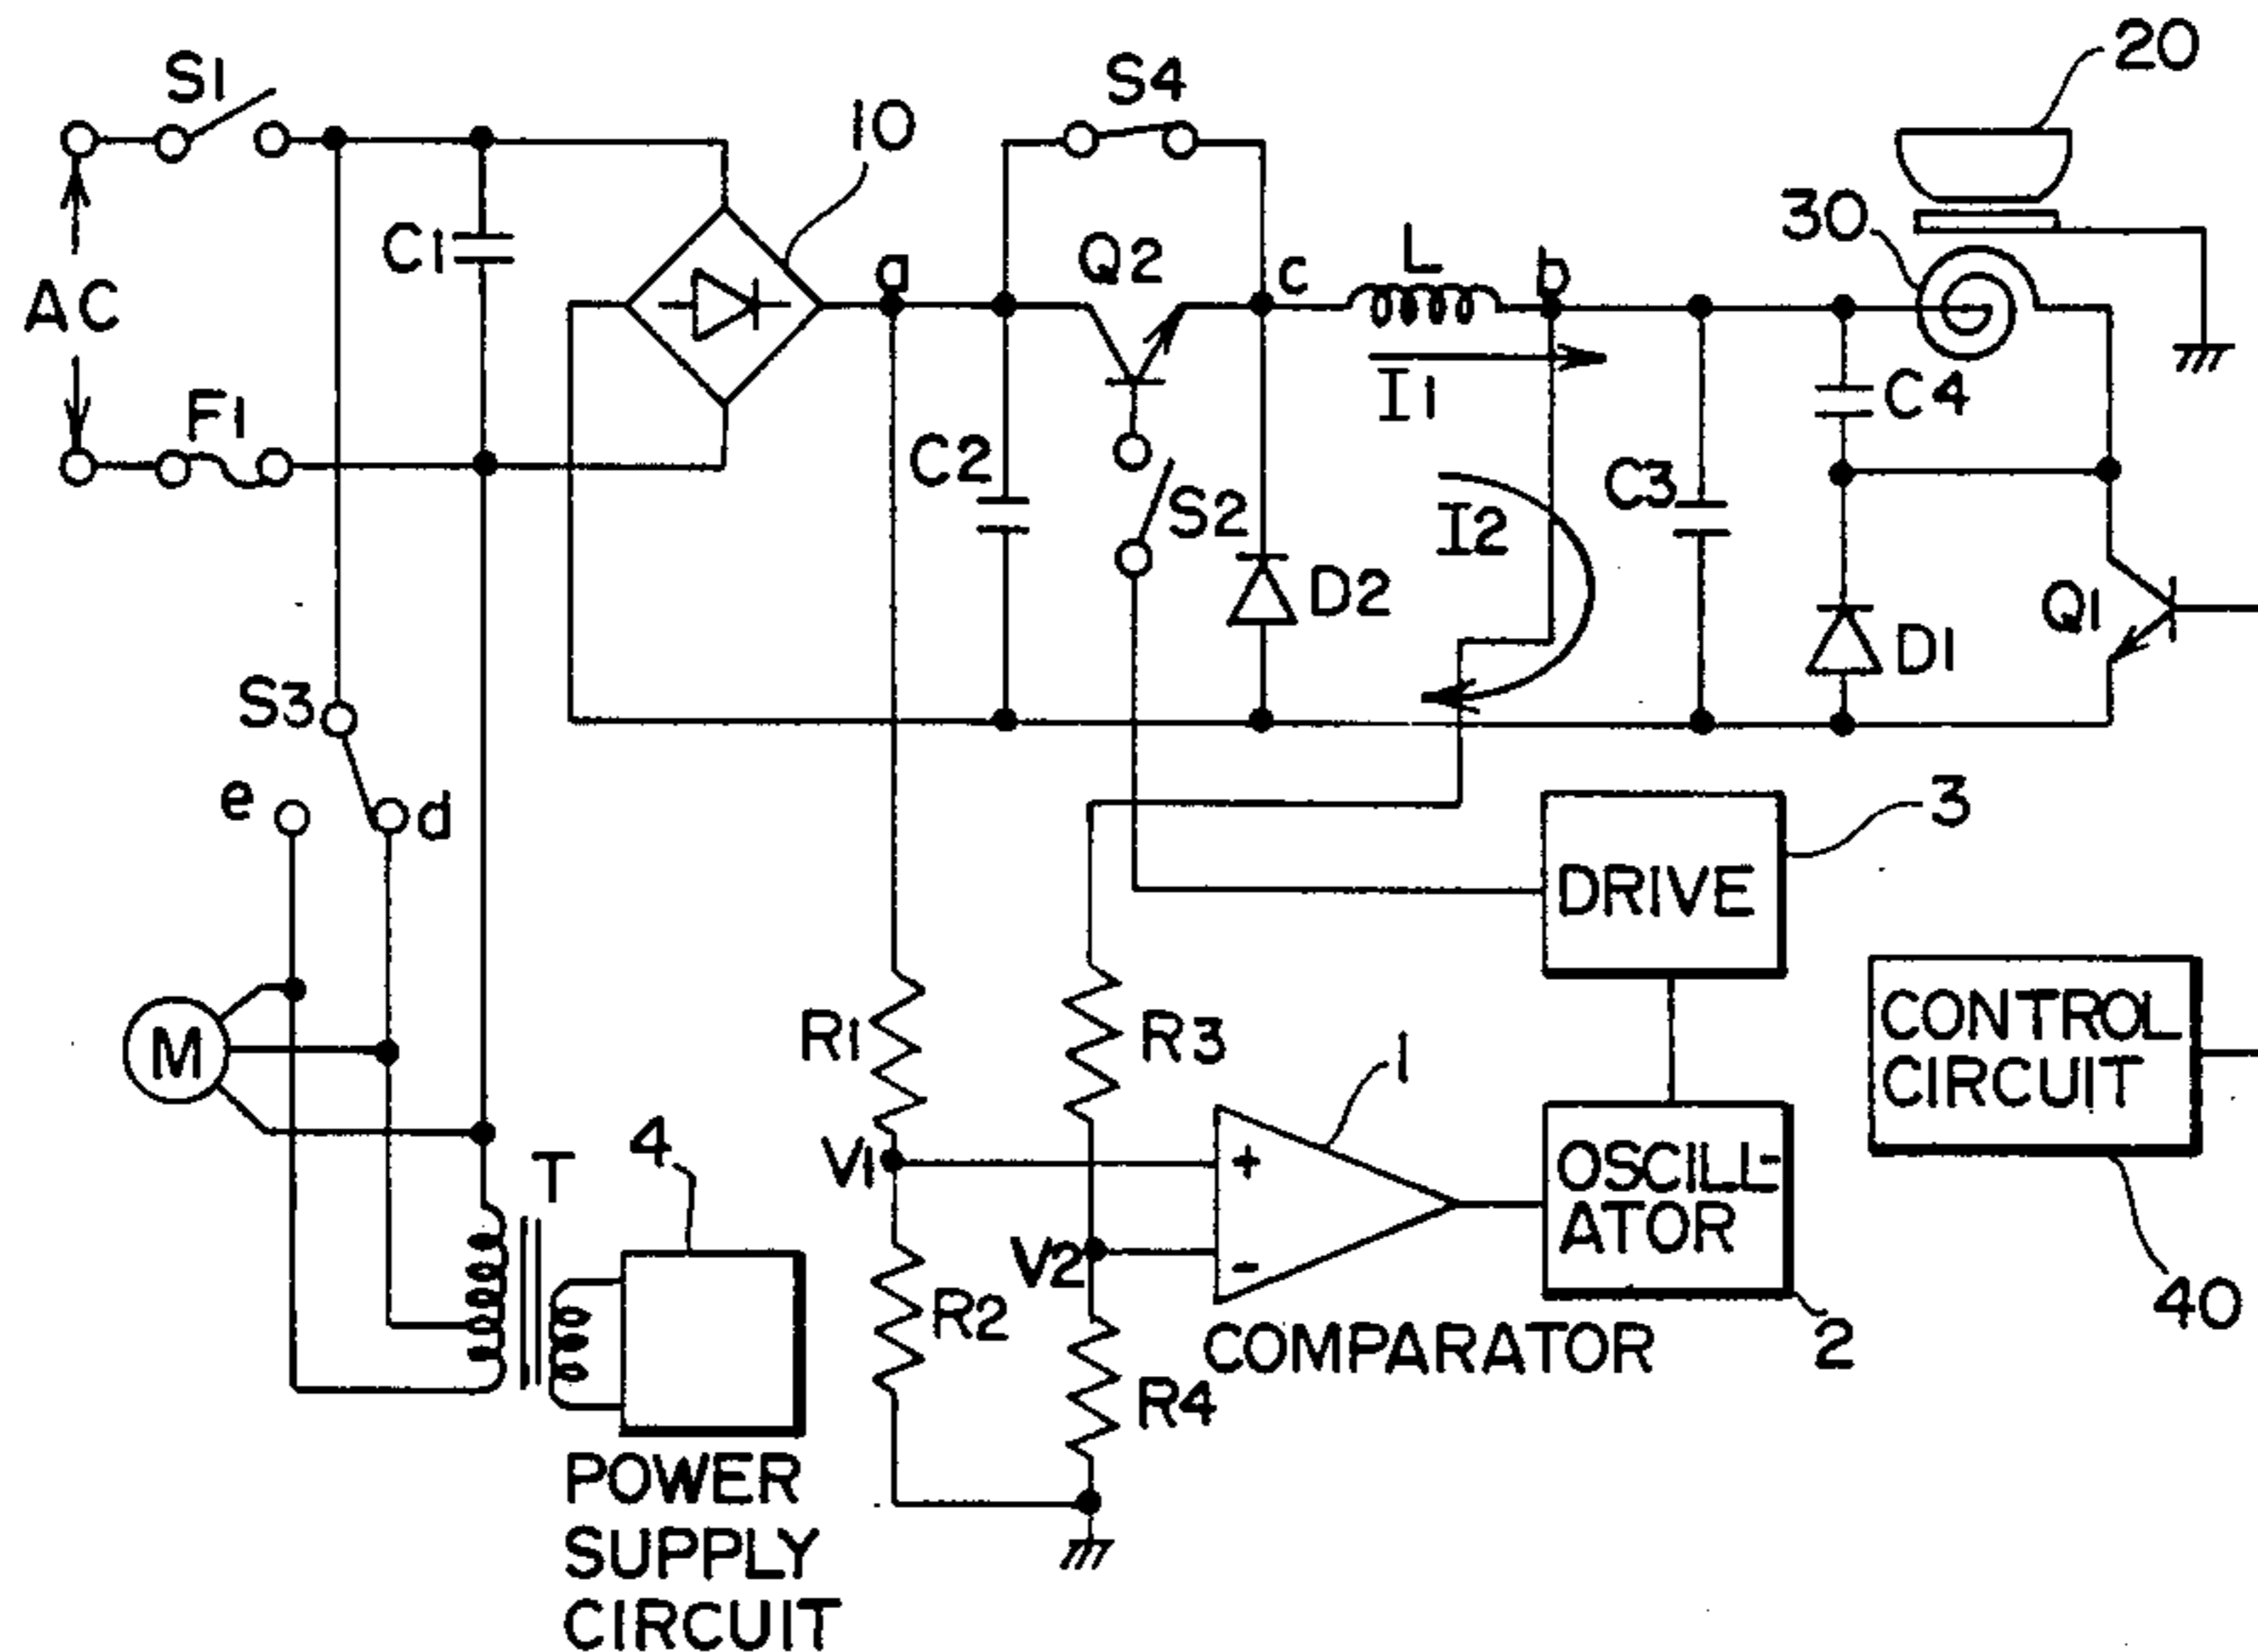 S1
S4
20
10
C1
a
Q2
c
L
b
30
AC
F1
I1
C4
C2
S2
I2
C3
D2
Q1
D1
S3
e
d
3
DRIVE
M
R1
R3
1
CONTROL
CIRCUIT
T
4
V1
+
OSCILL-
ATOR
V2
-
R2
COMPARATOR
2
40
R4
POWER
SUPPLY
CIRCUIT